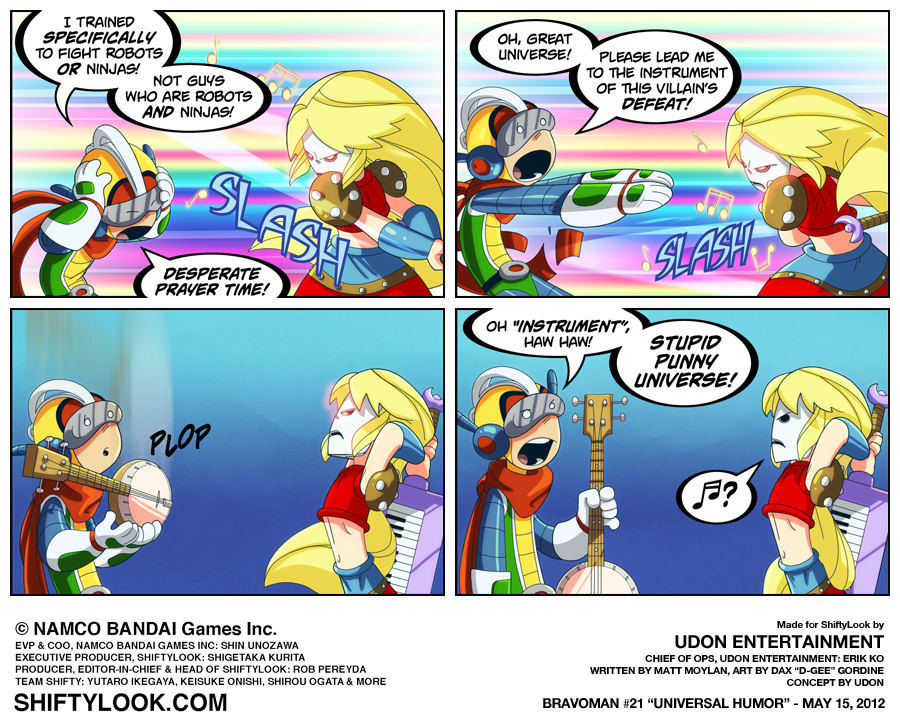 I TRAINED
SPECIFICALLY
TO FIGHT ROBOTS
OR NINJAS!
NOT GUYS
WHO ARE ROBOTS
AND NINJAS!
SLASH
DESPERATE
PRAYER TIME!
OH, GREAT
UNIVERSE!
PLEASE LEAD ME
TO THE INSTRUMENT
OF THIS VILLAIN'S
DEFEAT!
SLASH
PLOP
OH "INSTRUMENT",
HAW HAW!
STUPID
PUNNY
UNIVERSE!
♫?
© NAMCO BANDAI Games Inc.
EVP & COO, NAMCO BANDAI GAMES INC: SHIN UNOZAWA
EXECUTIVE PRODUCER, SHIFTYLOOK: SHIGETAKA KURITA
PRODUCER, EDITOR-IN-CHIEF & HEAD OF SHIFTYLOOK: ROB PEREYDA
TEAM SHIFTY: YUTARO IKEGAYA, KEISUKE ONISHI, SHIROU OGATA & MORE
SHIFTYLOOK.COM
Made for ShiftyLook by
UDON ENTERTAINMENT
CHIEF OF OPS, UDON ENTERTAINMENT: ERIK KO
WRITTEN BY MATT MOYLAN, ART BY DAX "D-GEE" GORDINE
CONCEPT BY UDON
BRAVOMAN #21 "UNIVERSAL HUMOR" - MAY 15, 2012